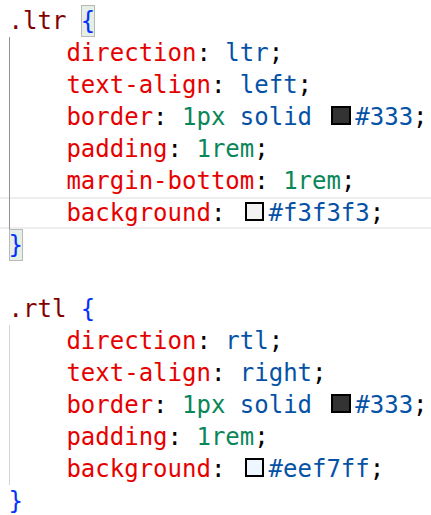 .ltr {
    direction: ltr;
    text-align: left;
    border: 1px solid #333;
    padding: 1rem;
    margin-bottom: 1rem;
    background: #f3f3f3;
}

.rtl {
    direction: rtl;
    text-align: right;
    border: 1px solid #333;
    padding: 1rem;
    background: #eef7ff;
}